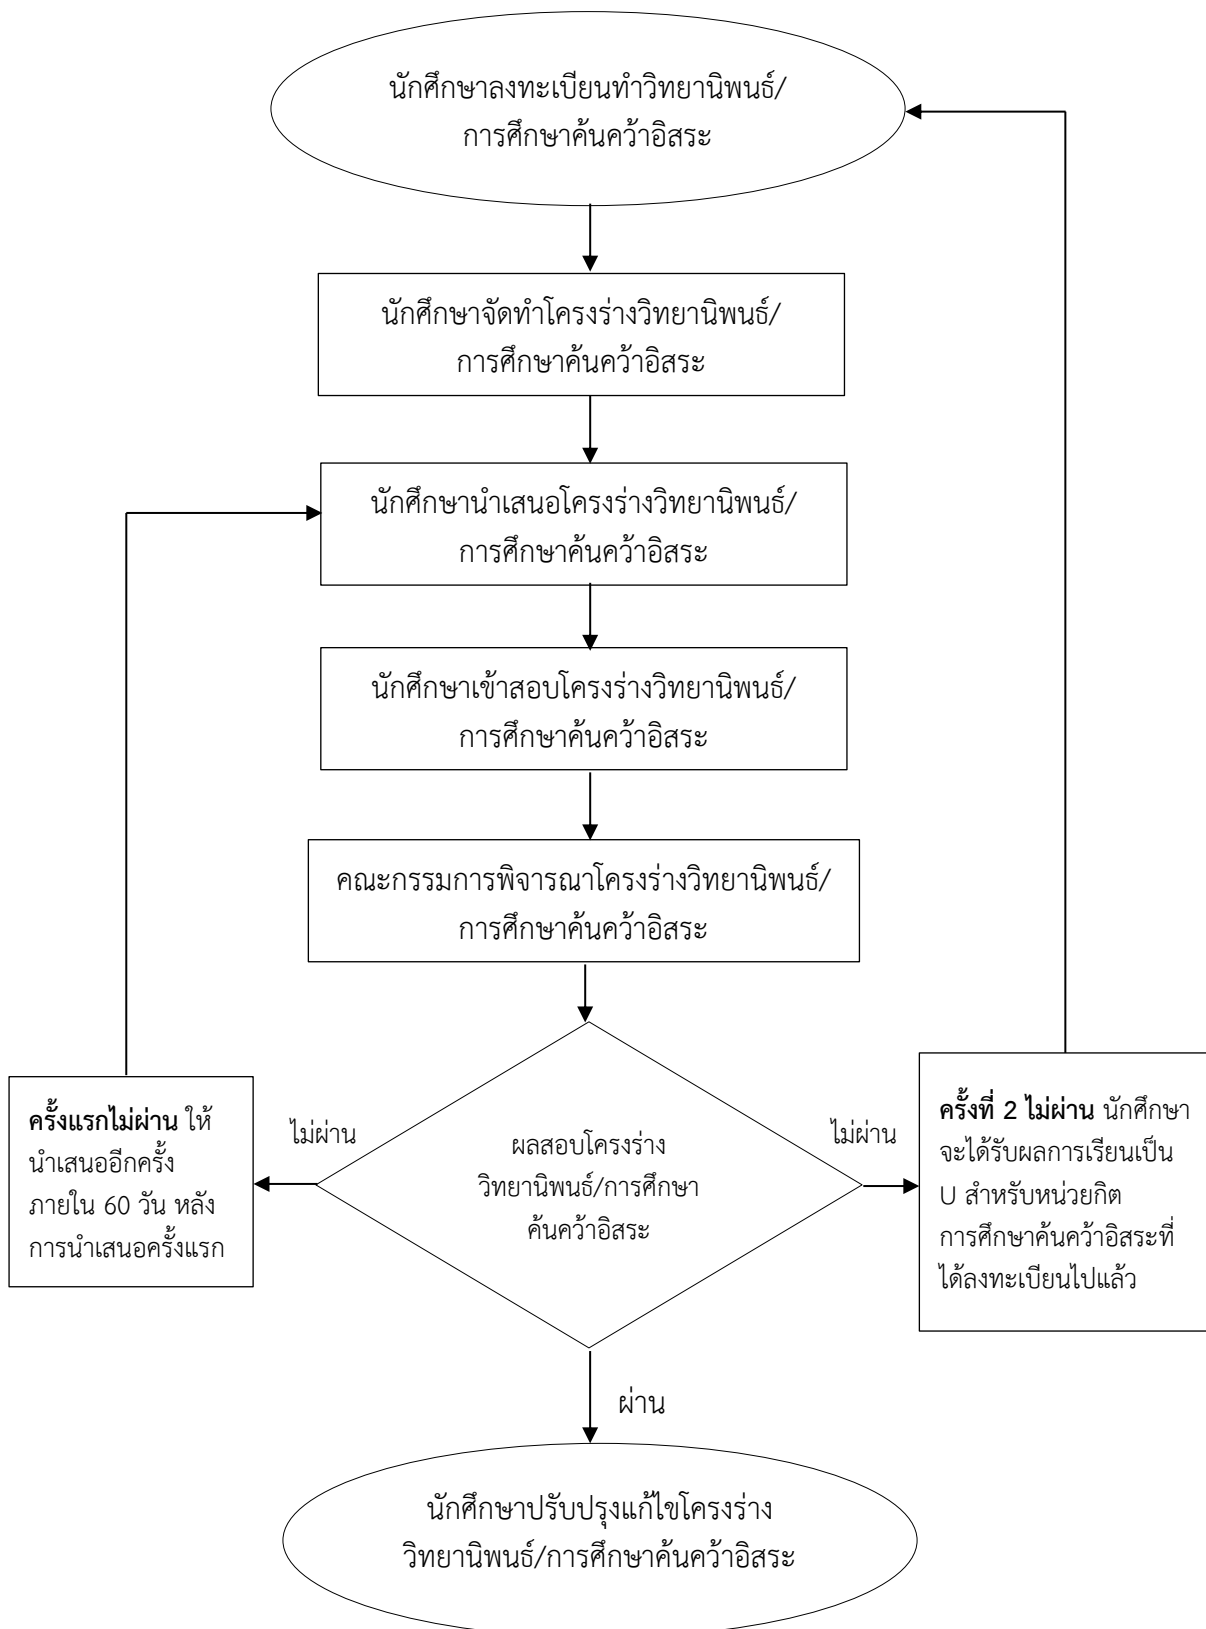 นักศึกษาลงทะเบียนทำวิทยานิพนธ์/
การศึกษาค้นคว้าอิสระ
นักศึกษาจัดทำโครงร่างวิทยานิพนธ์/
การศึกษาค้นคว้าอิสระ
นักศึกษานำเสนอโครงร่างวิทยานิพนธ์/
การศึกษาค้นคว้าอิสระ
นักศึกษาเข้าสอบโครงร่างวิทยานิพนธ์/
การศึกษาค้นคว้าอิสระ
คณะกรรมการพิจารณาโครงร่างวิทยานิพนธ์/
การศึกษาค้นคว้าอิสระ
ครั้งแรกไม่ผ่าน ให้
นำเสนออีกครั้ง
ภายใน 60 วัน หลัง
การนำเสนอครั้งแรก
ไม่ผ่าน
ผลสอบโครงร่าง
วิทยานิพนธ์/การศึกษา
ค้นคว้าอิสระ
ไม่ผ่าน
ครั้งที่ 2 ไม่ผ่าน นักศึกษา
จะได้รับผลการเรียนเป็น
U สำหรับหน่วยกิต
การศึกษาค้นคว้าอิสระที่
ได้ลงทะเบียนไปแล้ว
ผ่าน
นักศึกษาปรับปรุงแก้ไขโครงร่าง
วิทยานิพนธ์/การศึกษาค้นคว้าอิสระ